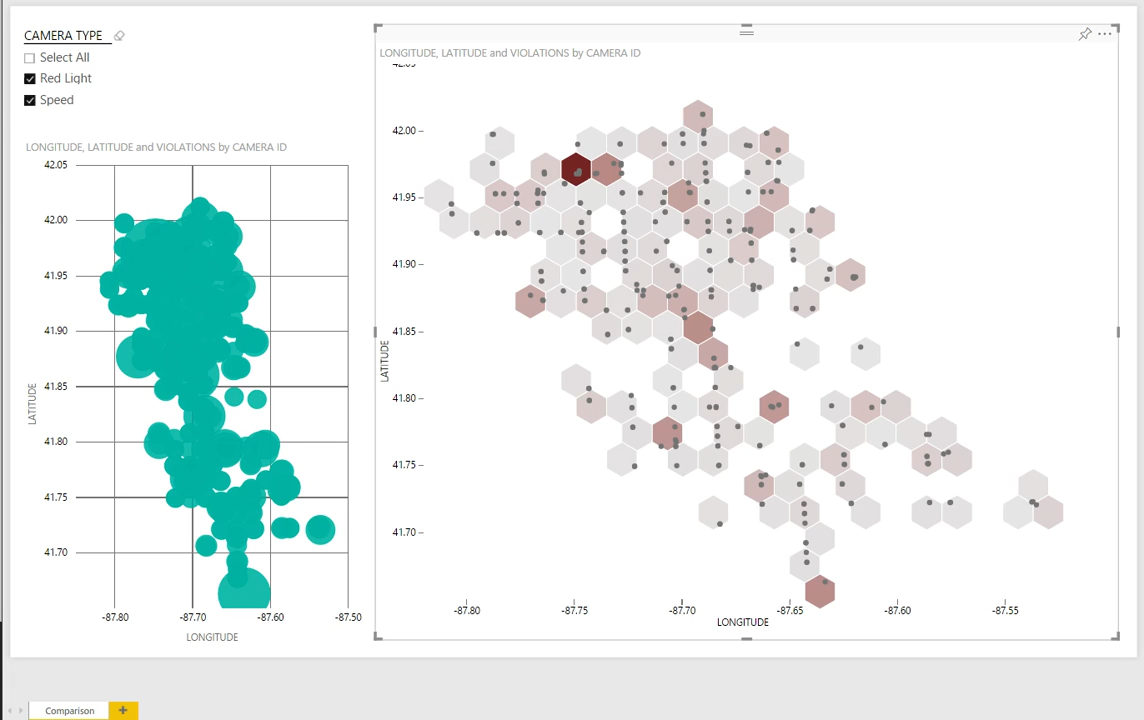 CAMERA TYPE
Select All
Red Light
Speed
LONGITUDE, LATITUDE and VIOLATIONS by CAMERA ID
42.05
42.00
41.95
41.90
41.85
41.80
41.75
41.70
LATITUDE
-87.80
-87.70
-87.60
-87.50
LONGITUDE
LONGITUDE, LATITUDE and VIOLATIONS by CAMERA ID
42.05
42.00
41.95
41.90
41.85
41.80
41.75
41.70
LATITUDE
-87.80
-87.75
-87.70
-87.65
-87.60
-87.55
LONGITUDE
Comparison